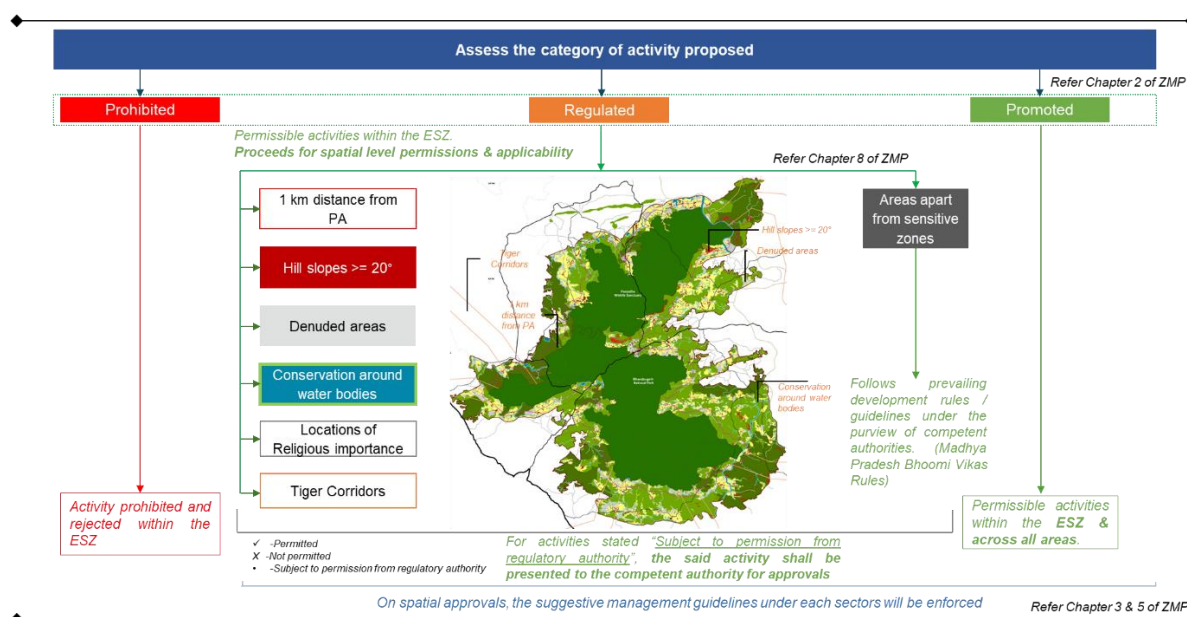 Assess the category of activity proposed
Refer Chapter 2 of ZMP
Prohibited
Regulated
Promoted
Permissible activities within the ESZ.
Proceeds for spatial level permissions & applicability
Refer Chapter 8 of ZMP
1 km distance from
PA
Hill slopes >= 20°
Denuded areas
Conservation around
water bodies
Locations of
Religious importance
Tiger Corridors
Tiger
Corridors
1 km
distance
from PA
Hill slopes >= 20°
Denuded areas
Conservation
around water
bodies
Areas apart
from sensitive
zones
Follows prevailing
development rules /
guidelines under the
purview of competent
authorities. (Madhya
Pradesh Bhoomi Vikas
Rules)
Activity prohibited and
rejected within the
ESZ
Permissible activities
within the ESZ &
across all areas.
✓ -Permitted
✗ -Not permitted
• -Subject to permission from regulatory authority
For activities stated “Subject to permission from
regulatory authority”, the said activity shall be
presented to the competent authority for approvals
On spatial approvals, the suggestive management guidelines under each sectors will be enforced
Refer Chapter 3 & 5 of ZMP